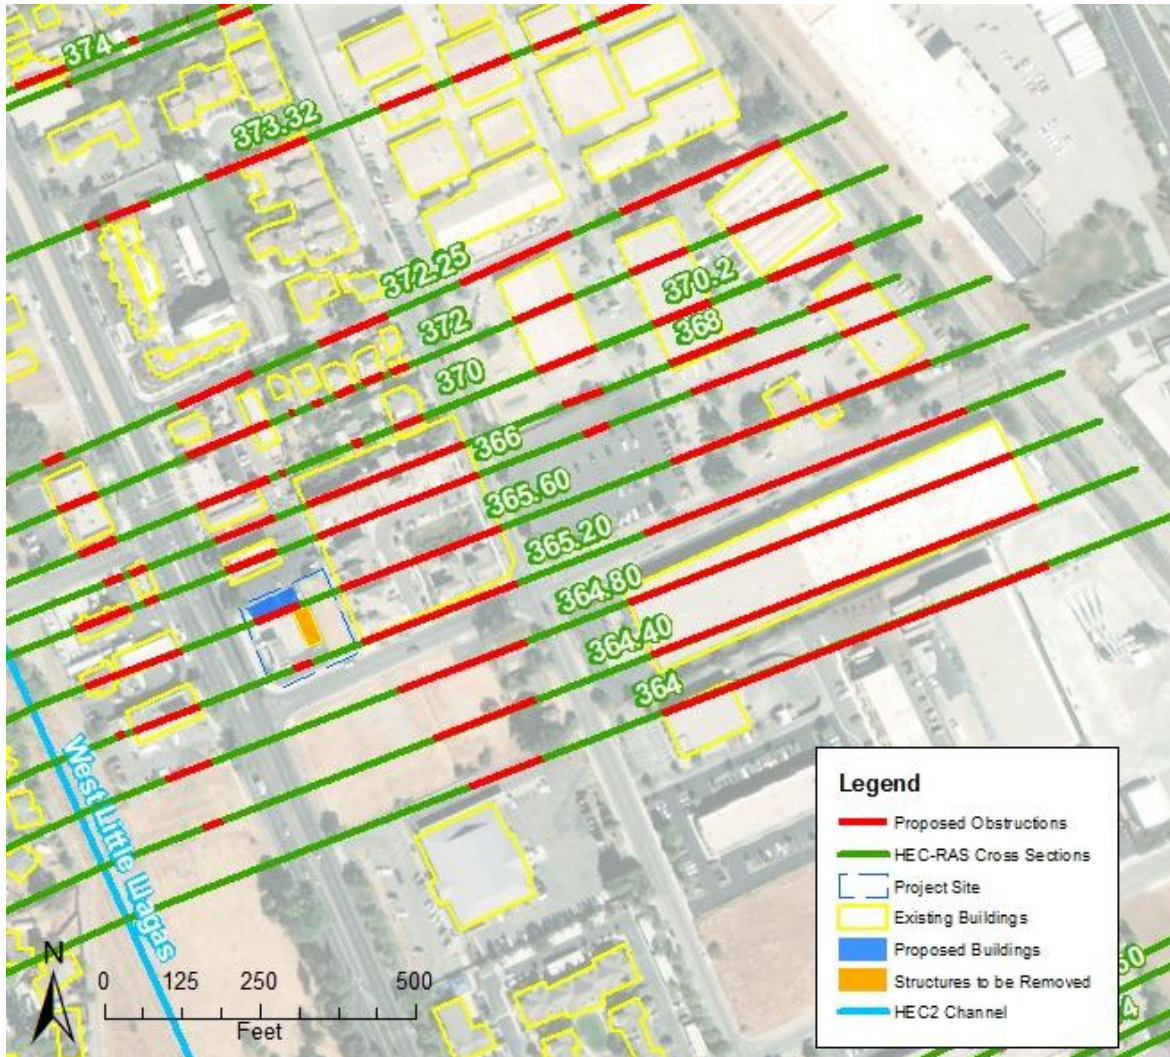 374
373.32
372.25
372
370.2
370
368
366
365.60
365.20
364.80
364.40
364
West Little Llagas
N
0 125 250 500
Feet
Legend
Proposed Obstructions
HEC-RAS Cross Sections
Project Site
Existing Buildings
Proposed Buildings
Structures to be Removed
HEC2 Channel